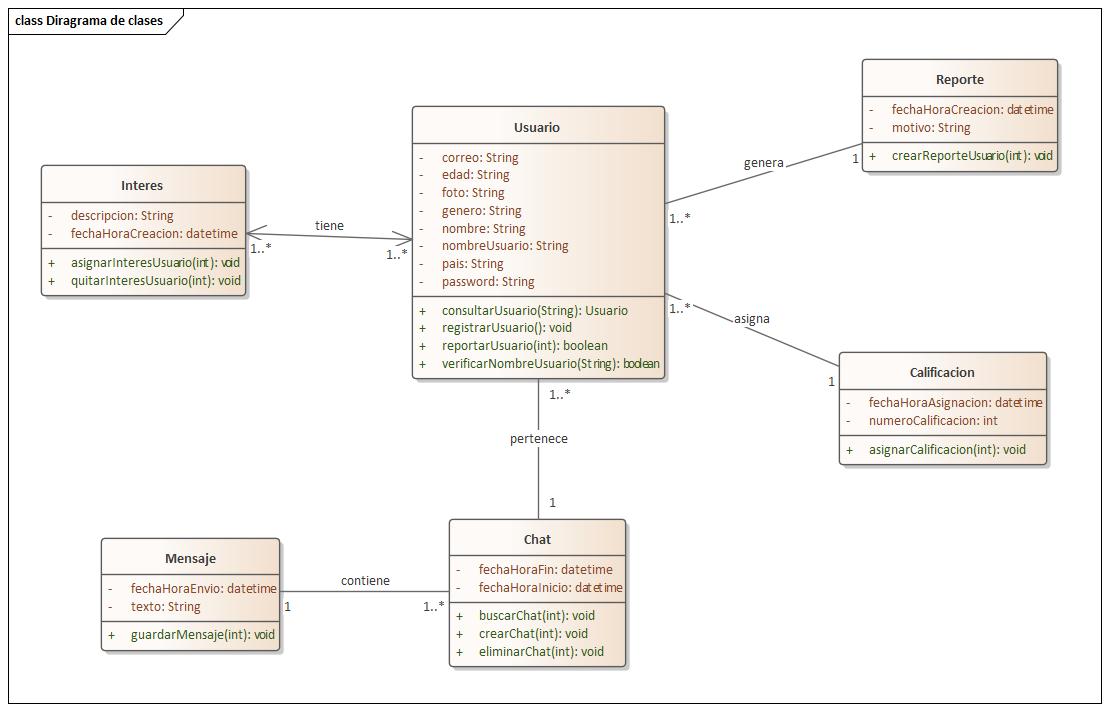 class Diragrama de clases
Interes
- descripcion: String
- fechaHoraCreacion: datetime
+ asignarInteresUsuario(int): void
+ quitarInteresUsuario(int): void
tiene
1..*
1..*
Usuario
- correo: String
- edad: String
- foto: String
- genero: String
- nombre: String
- nombreUsuario: String
- pais: String
- password: String
+ consultarUsuario(String): Usuario
+ registrarUsuario(): void
+ reportarUsuario(int): boolean
+ verificarNombreUsuario(String): boolean
genera
1
1..*
Reporte
- fechaHoraCreacion: datetime
- motivo: String
+ crearReporteUsuario(int): void
1..*
asigna
1
Calificacion
- fechaHoraAsignacion: datetime
- numeroCalificacion: int
+ asignarCalificacion(int): void
1..*
pertenece
1
Chat
- fechaHoraFin: datetime
- fechaHoraInicio: datetime
+ buscarChat(int): void
+ crearChat(int): void
+ eliminarChat(int): void
contiene
1
1..*
Mensaje
- fechaHoraEnvio: datetime
- texto: String
+ guardarMensaje(int): void